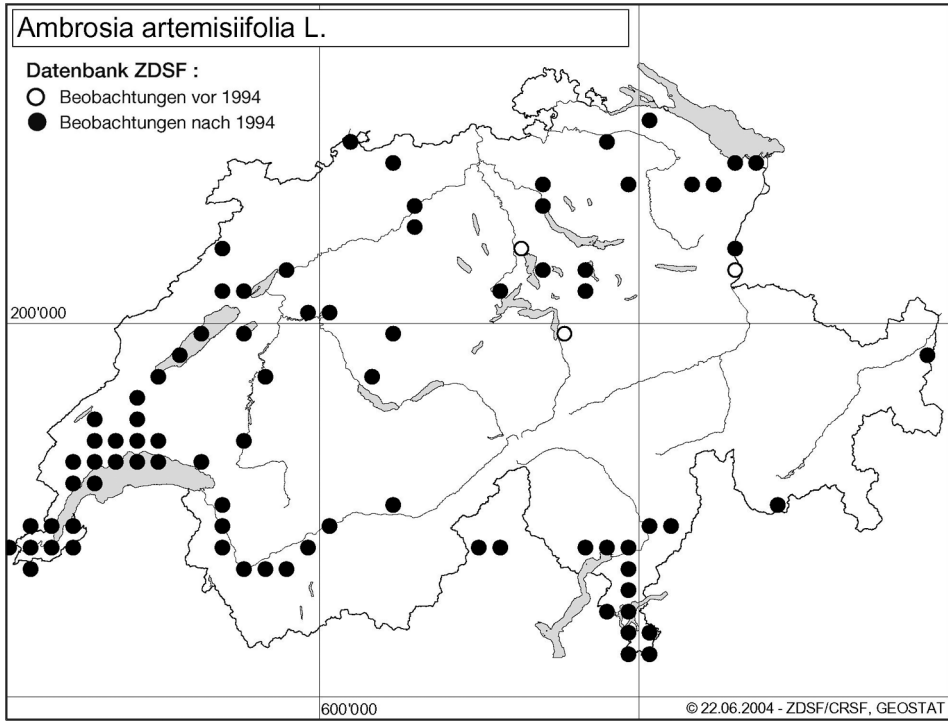 Ambrosia artemisiifolia L.
Datenbank ZDSF :
Beobachtungen vor 1994
Beobachtungen nach 1994
200'000
600'000
© 22.06.2004 - ZDSF/CRSF, GEOSTAT